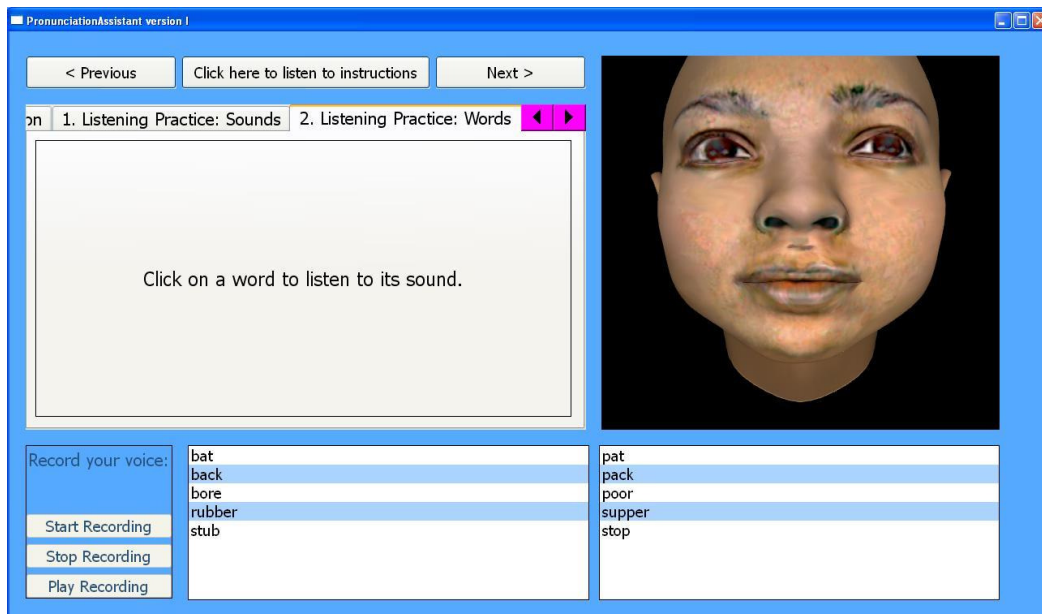 PronunciationAssistant version I
< Previous
Click here to listen to instructions
Next >
on
1. Listening Practice: Sounds
2. Listening Practice: Words
Click on a word to listen to its sound.
Record your voice:
Start Recording
Stop Recording
Play Recording
bat
back
bore
rubber
stub
pat
pack
poor
supper
stop